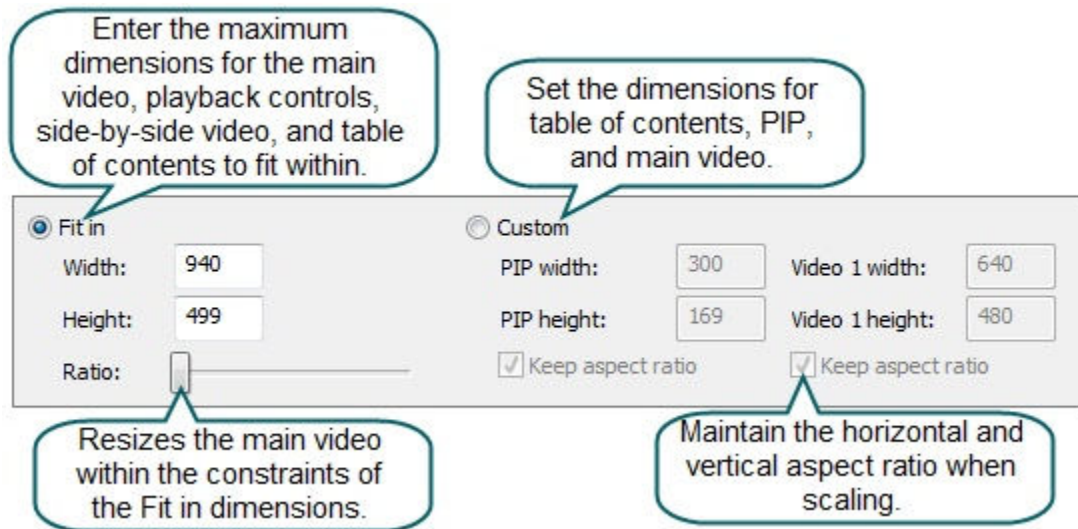 Enter the maximum
dimensions for the main
video, playback controls,
side-by-side video, and table
of contents to fit within.
Set the dimensions for
table of contents, PIP,
and main video.
Fit in
Width: 940
Height: 499
Ratio:
Custom
PIP width: 300 Video 1 width: 640
PIP height: 169 Video 1 height: 480
Keep aspect ratio Keep aspect ratio
Resizes the main video
within the constraints of
the Fit in dimensions.
Maintain the horizontal and
vertical aspect ratio when
scaling.